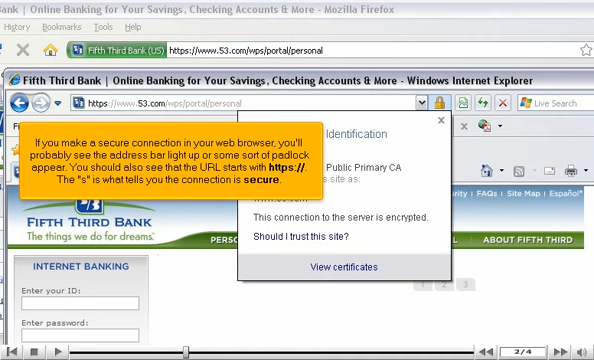 Bank | Online Banking for Your Savings, Checking Accounts & More - Mozilla Firefox
History Bookmarks Tools Help
Fifth Third Bank (US) https://www.53.com/wps/portal/personal
Fifth Third Bank | Online Banking for Your Savings, Checking Accounts & More - Windows Internet Explorer
https://www.53.com/wps/portal/personal
Live Search
If you make a secure connection in your web browser, you'll
probably see the address bar light up or some sort of padlock
appear. You should also see that the URL starts with https://.
The "s" is what tells you the connection is secure.
Identification
Public Primary CA
site as:
This connection to the server is encrypted.
Should I trust this site?
View certificates
FAQs | Site Map | Español
FIFTH THIRD BANK
The things we do for dreams.
PERSO
ABOUT FIFTH THIRD
INTERNET BANKING
Enter your ID:
Enter password:
1 2 3
2/4